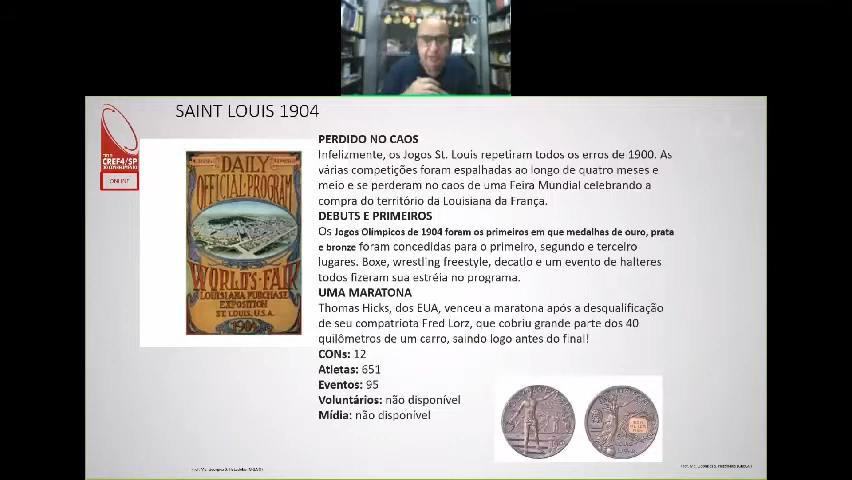 SAINT LOUIS 1904
CREF4/SP
DO CONHECIMENTO
ONLINE
DAILY
OFFICIAL·PROGRAM
WORLD'S·FAIR
LOUISIANA PURCHASE
EXPOSITION
ST. LOUIS, U.S.A.
1904
PERDIDO NO CAOS
Infelizmente, os Jogos St. Louis repetiram todos os erros de 1900. As
várias competições foram espalhadas ao longo de quatro meses e
meio e se perderam no caos de uma Feira Mundial celebrando a
compra do território da Louisiana da França.
DEBUTS E PRIMEIROS
Os Jogos Olímpicos de 1904 foram os primeiros em que medalhas de ouro, prata
e bronze foram concedidas para o primeiro, segundo e terceiro
lugares. Boxe, wrestling freestyle, decatlo e um evento de halteres
todos fizeram sua estréia no programa.
UMA MARATONA
Thomas Hicks, dos EUA, venceu a maratona após a desqualificação
de seu compatriota Fred Lorz, que cobriu grande parte dos 40
quilômetros de um carro, saindo logo antes do final!
CONs: 12
Atletas: 651
Eventos: 95
Voluntários: não disponível
Mídia: não disponível